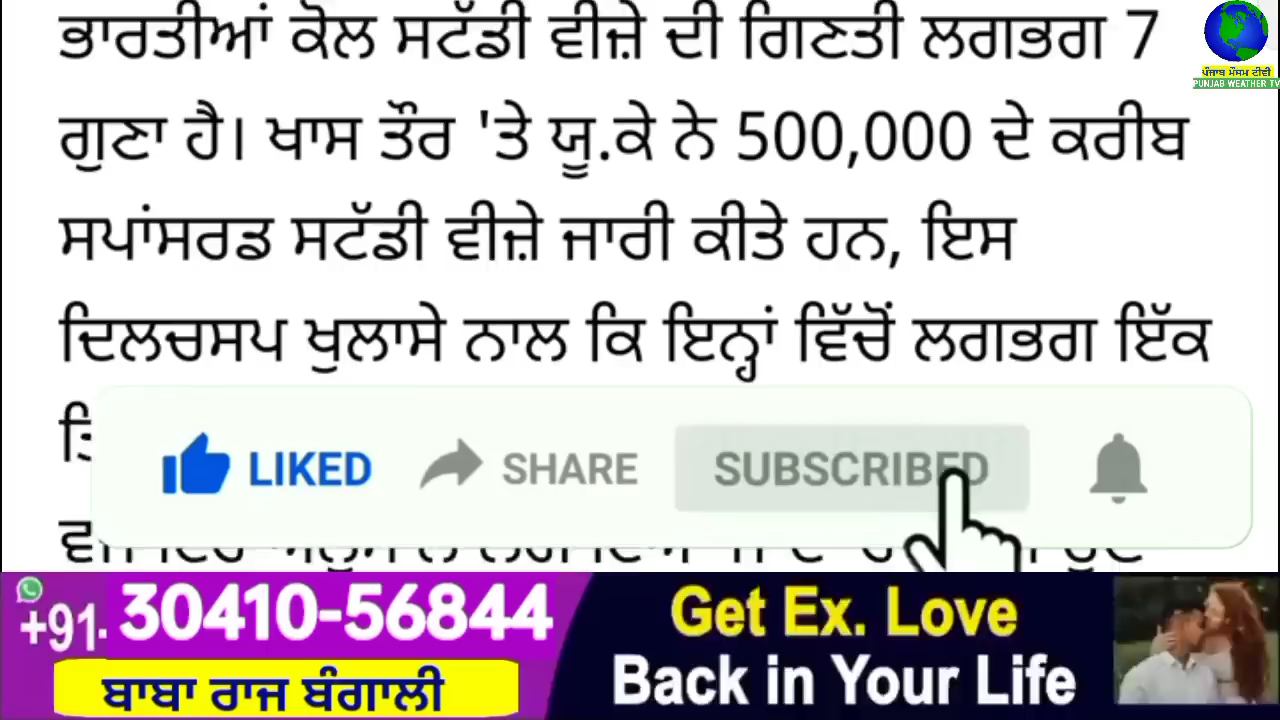 ਭਾਰਤੀਆਂ ਕੋਲ ਸਟੱਡੀ ਵੀਜ਼ੇ ਦੀ ਗਿਣਤੀ ਲਗਭਗ 7
ਗੁਣਾ ਹੈ। ਖਾਸ ਤੌਰ 'ਤੇ ਯੂ.ਕੇ ਨੇ 500,000 ਦੇ ਕਰੀਬ
ਸਪਾਂਸਰਡ ਸਟੱਡੀ ਵੀਜ਼ੇ ਜਾਰੀ ਕੀਤੇ ਹਨ, ਇਸ
ਦਿਲਚਸਪ ਖੁਲਾਸੇ ਨਾਲ ਕਿ ਇਨ੍ਹਾਂ ਵਿੱਚੋਂ ਲਗਭਗ ਇੱਕ
ਪੰਜਾਬ ਮੌਸਮ ਟੀਵੀ
PUNJAB WEATHER TV
LIKED SHARE SUBSCRIBED
+91- 30410-56844
ਬਾਬਾ ਰਾਜ ਬੰਗਾਲੀ
Get Ex. Love
Back in Your Life